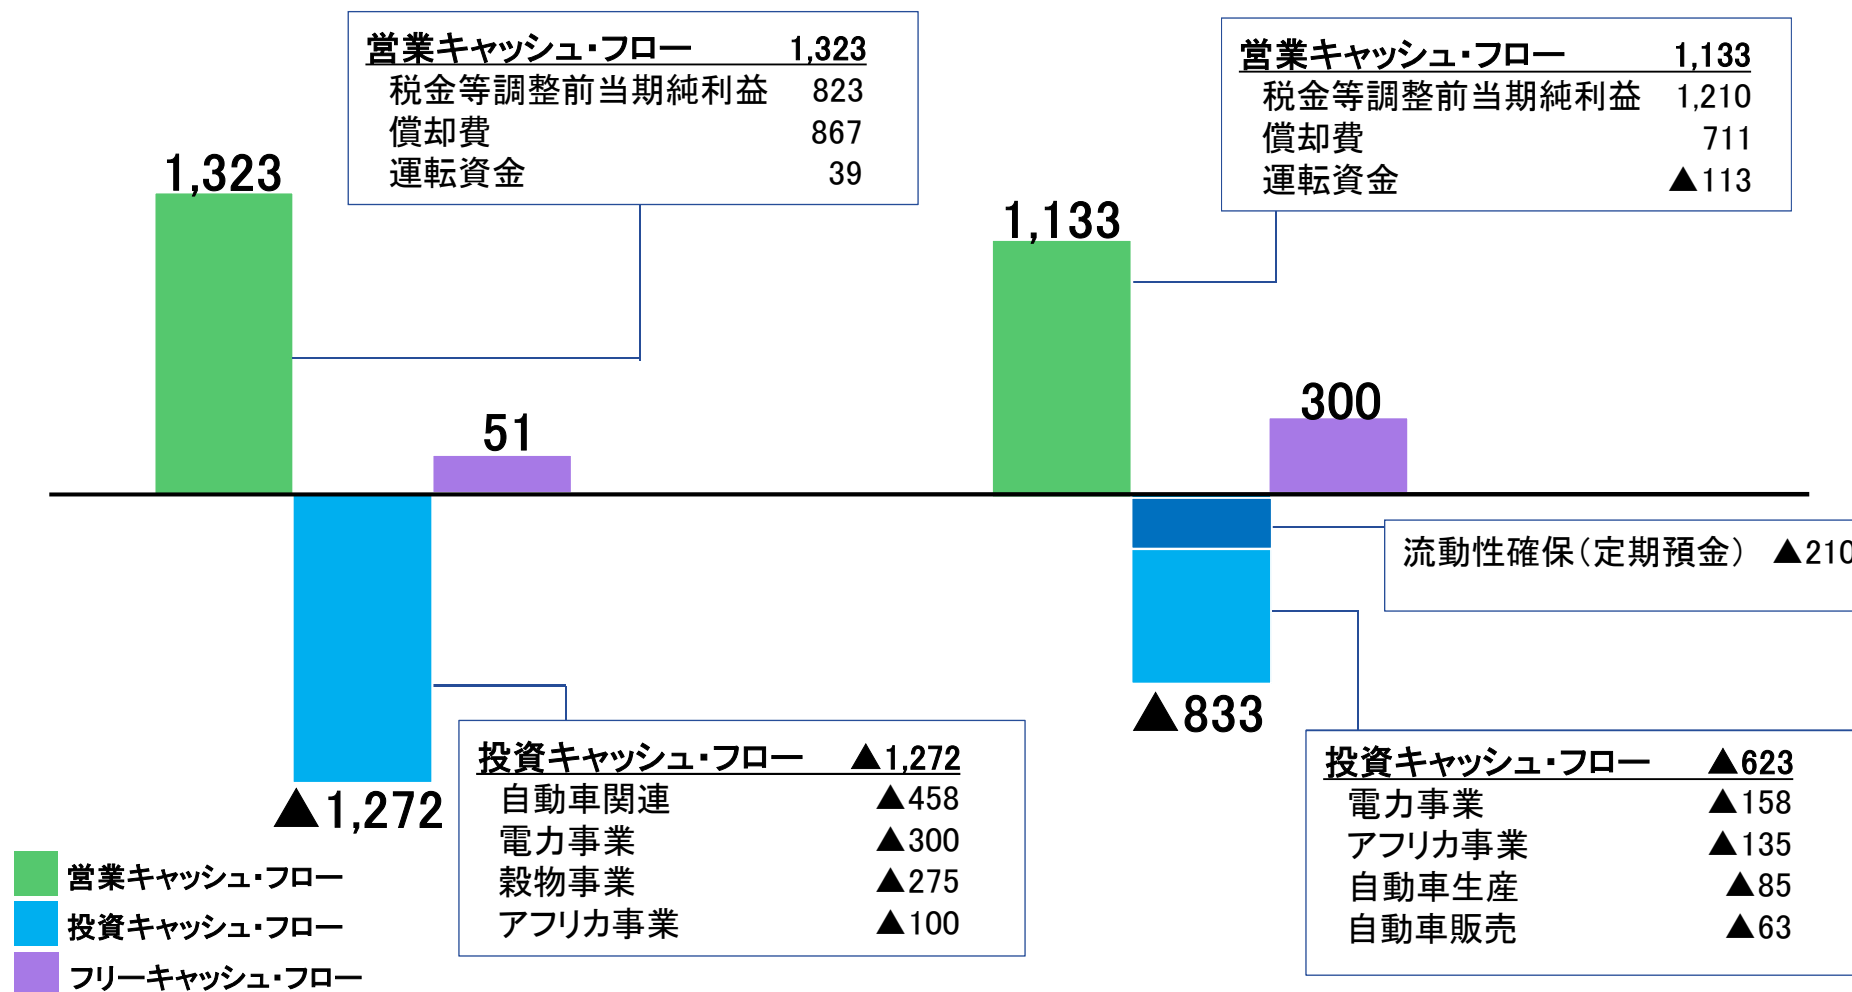 営業キャッシュ・フロー 1,323
税金等調整前当期純利益 823
償却費 867
運転資金 39
営業キャッシュ・フロー 1,133
税金等調整前当期純利益 1,210
償却費 711
運転資金 ▲113
1,323
1,133
51
300
流動性確保(定期預金) ▲210
▲833
▲1,272
投資キャッシュ・フロー ▲1,272
自動車関連 ▲458
電力事業 ▲300
穀物事業 ▲275
アフリカ事業 ▲100
投資キャッシュ・フロー ▲623
電力事業 ▲158
アフリカ事業 ▲135
自動車生産 ▲85
自動車販売 ▲63
営業キャッシュ・フロー
投資キャッシュ・フロー
フリーキャッシュ・フロー